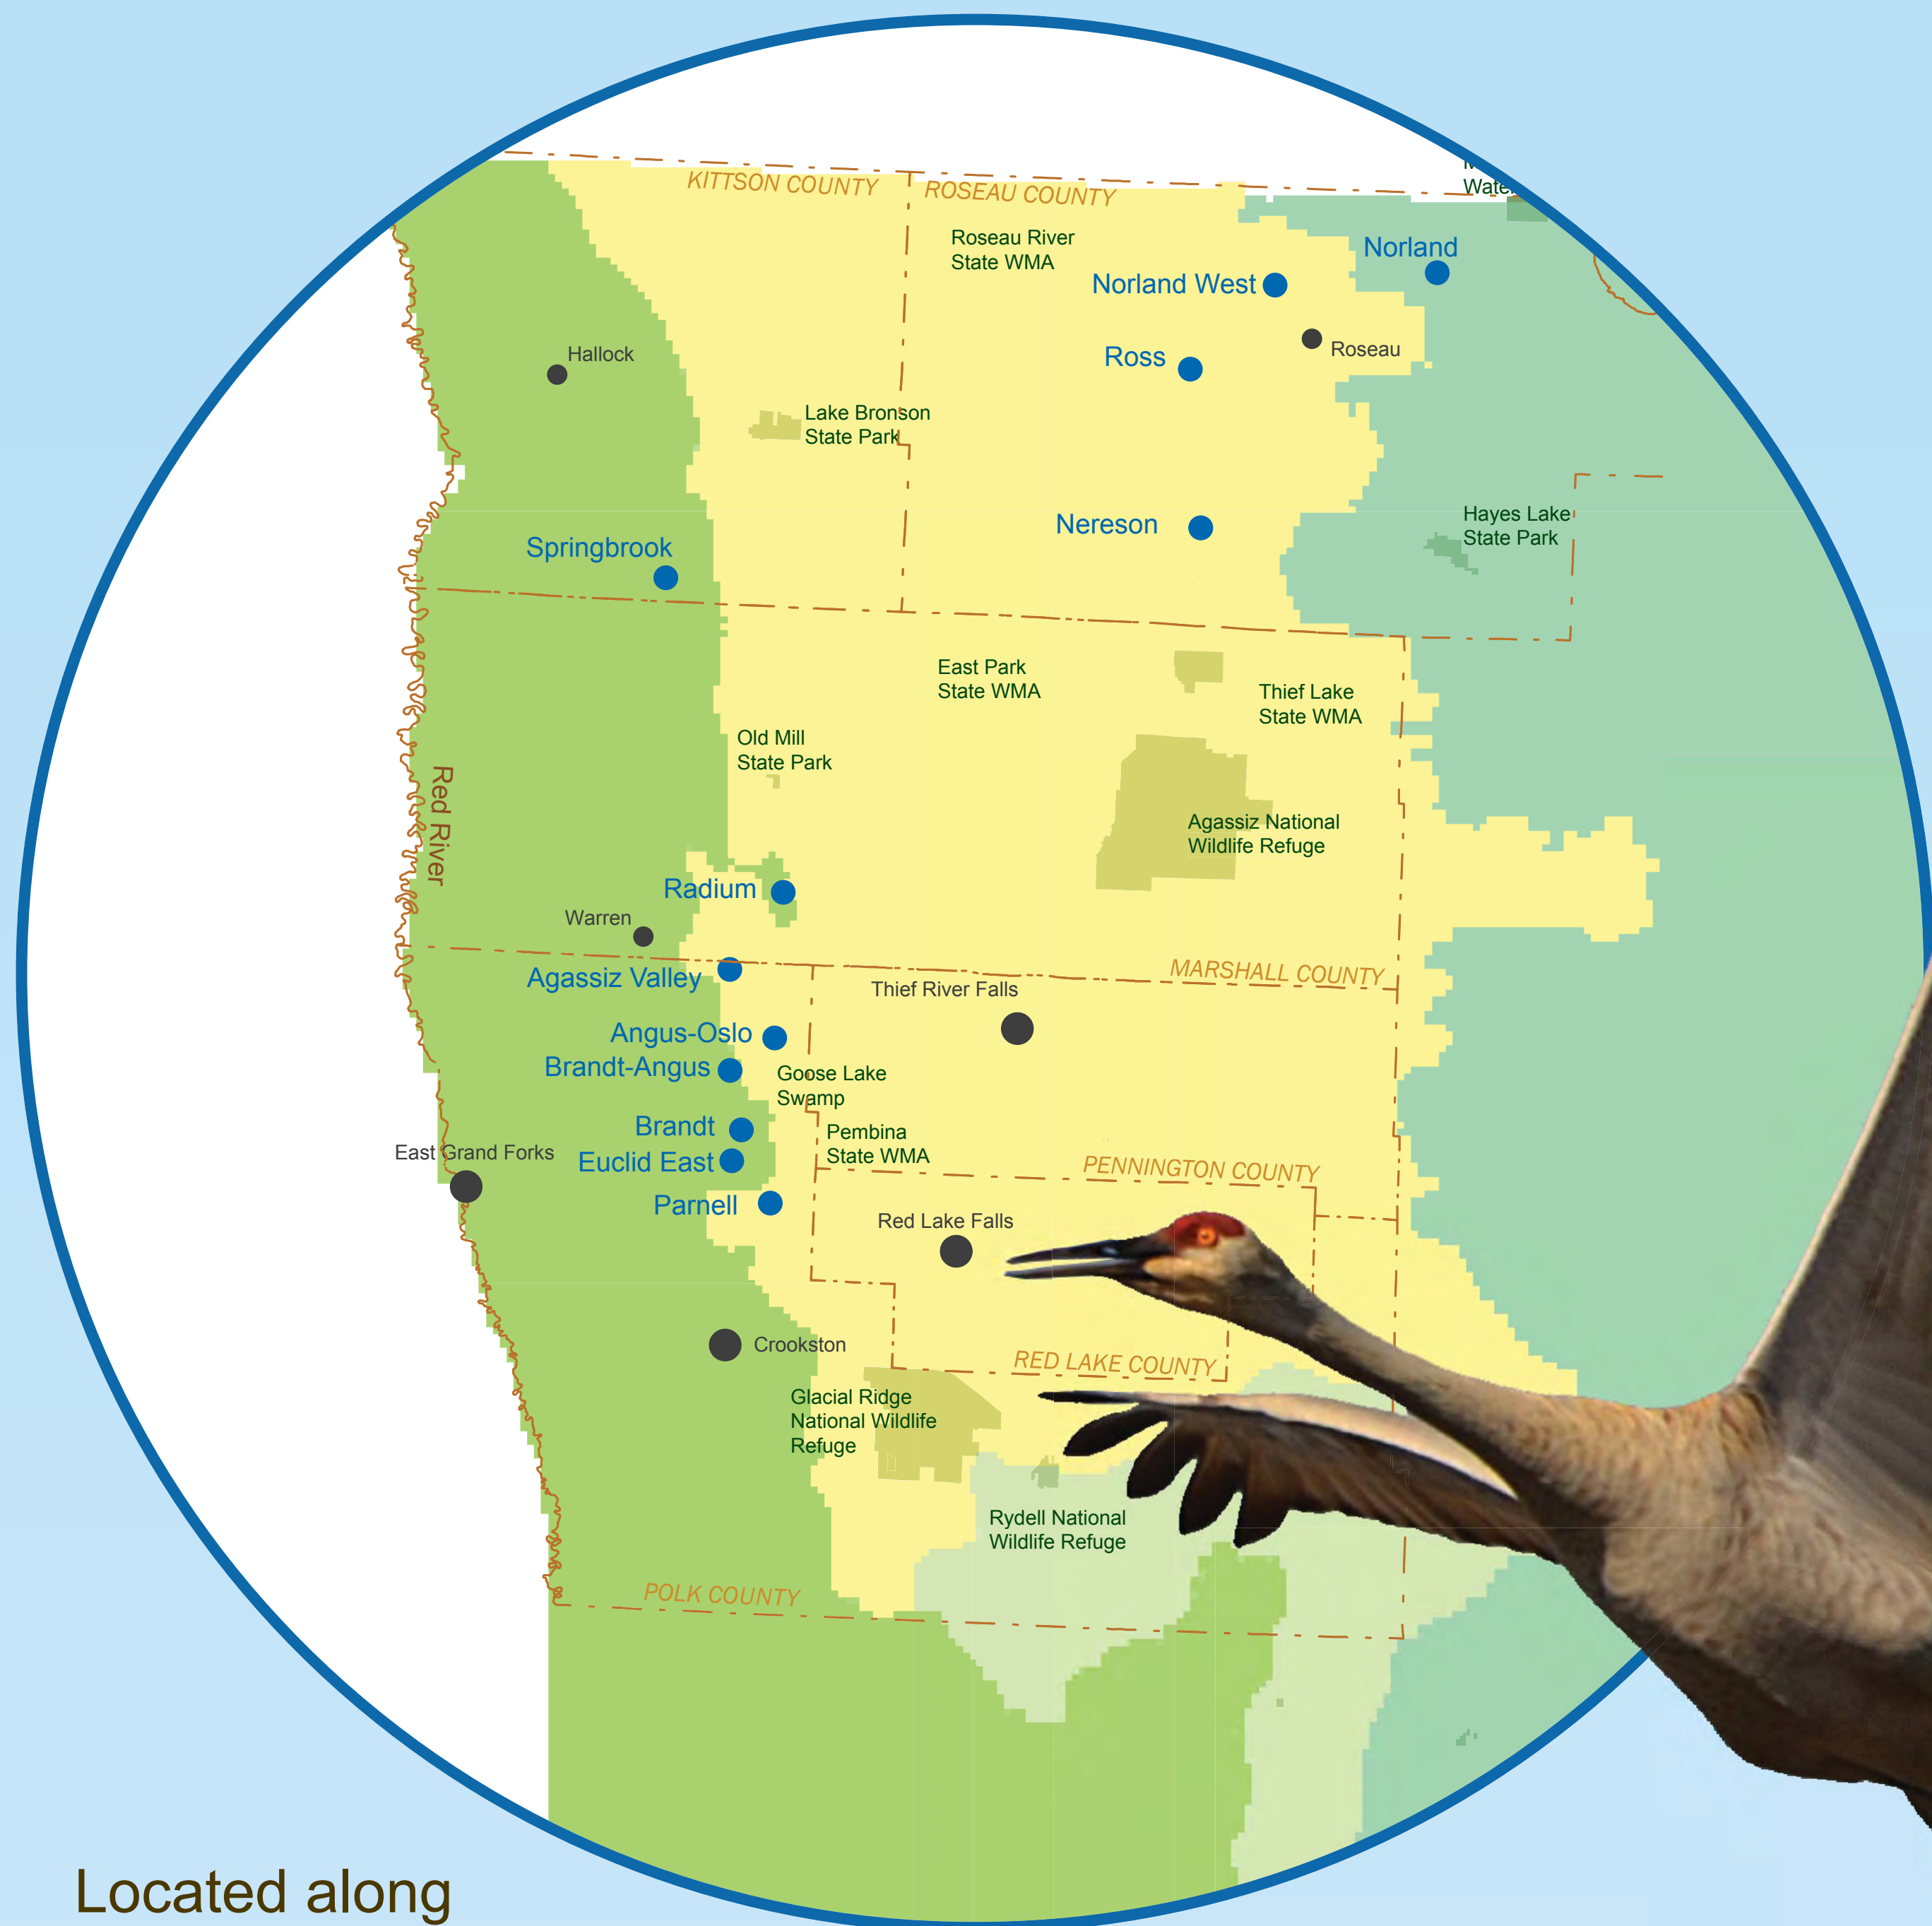 Water
KITTSON COUNTY
ROSEAU COUNTY
Roseau River
State WMA
Norland
Norland West
Roseau
Ross
Hallock
Lake Bronson
State Park
Hayes Lake
State Park
Nereson
Springbrook
East Park
State WMA
Thief Lake
State WMA
Old Mill
State Park
Red River
Agassiz National
Wildlife Refuge
Radium
Warren
Agassiz Valley
MARSHALL COUNTY
Thief River Falls
Angus-Oslo
Brandt-Angus
Goose Lake
Swamp
Brandt
Pembina
State WMA
East Grand Forks
Euclid East
PENNINGTON COUNTY
Parnell
Red Lake Falls
Crookston
RED LAKE COUNTY
Glacial Ridge
National Wildlife
Refuge
Rydell National
Wildlife Refuge
POLK COUNTY
Located along